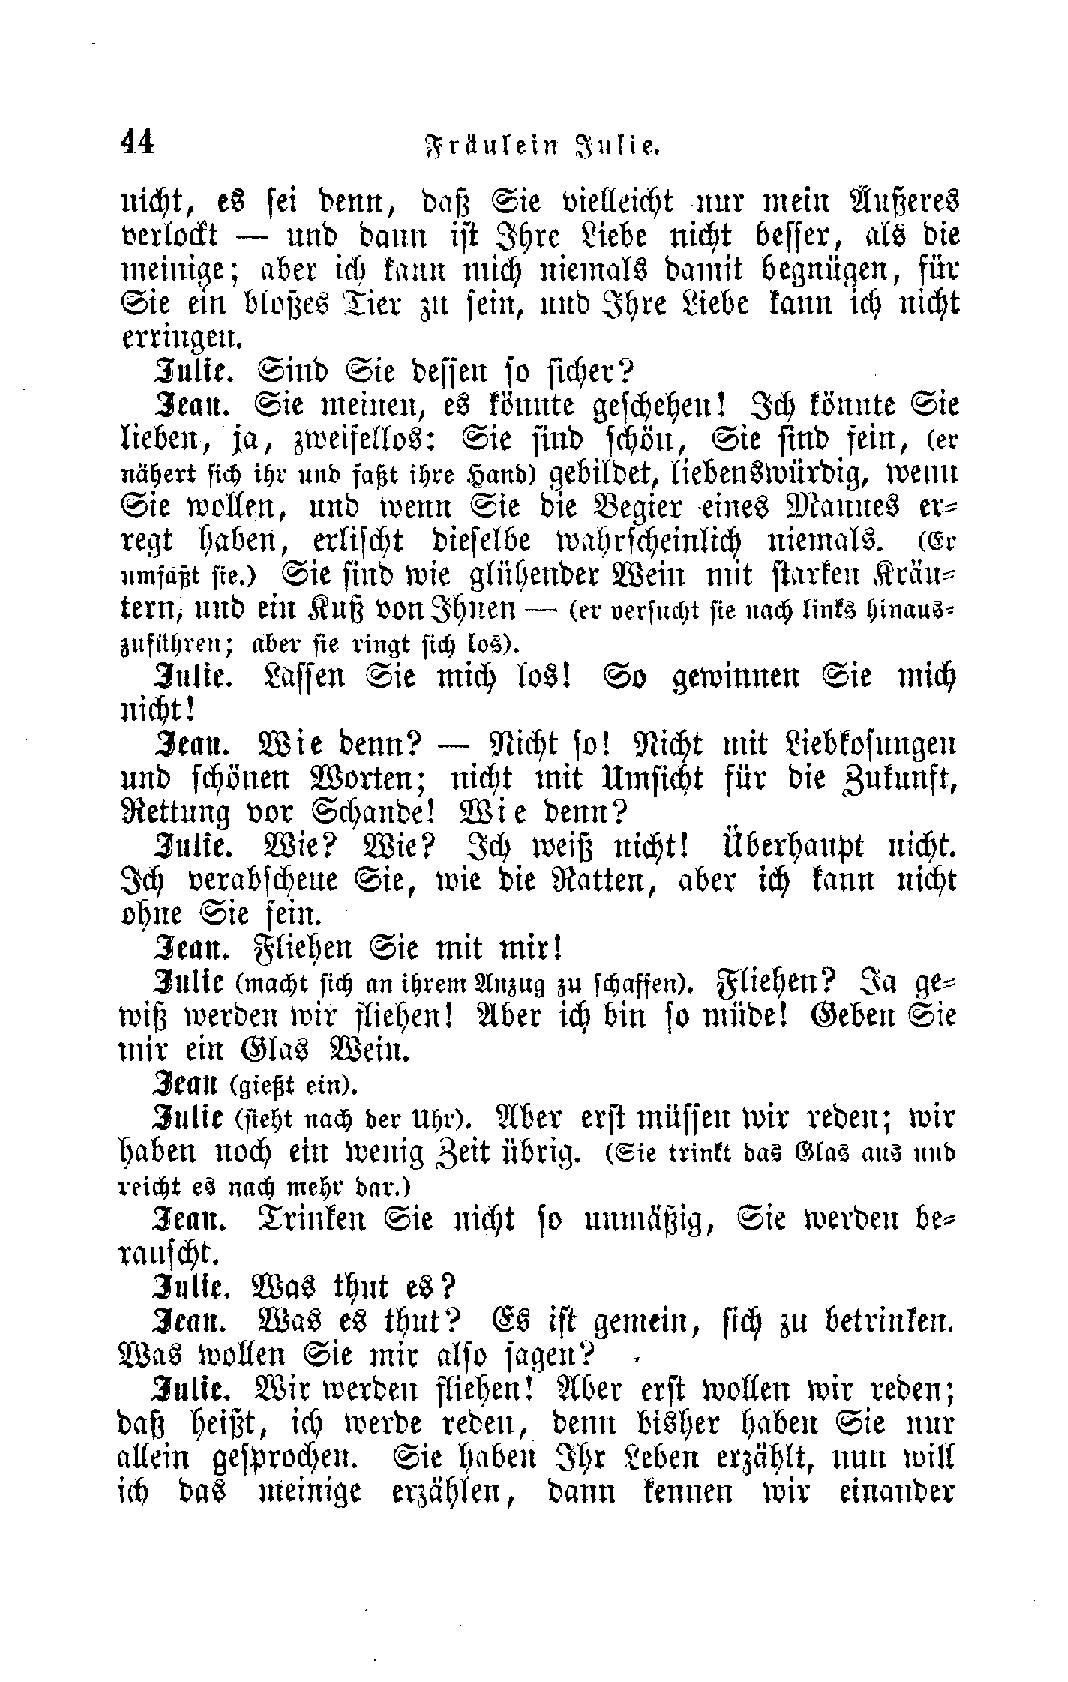 44 Fräulein Julie.
nicht, es sei denn, daß Sie vielleicht nur mein Äußeres
verlockt — und dann ist Ihre Liebe nicht besser, als die
meinige; aber ich kann mich niemals damit begnügen, für
Sie ein bloßes Tier zu sein, und Ihre Liebe kann ich nicht
erringen.
Julie. Sind Sie dessen so sicher?
Jean. Sie meinen, es könnte geschehen! Ich könnte Sie
lieben, ja, zweifellos: Sie sind schön, Sie sind fein, (er
nähert sich ihr und faßt ihre Hand) gebildet, liebenswürdig, wenn
Sie wollen, und wenn Sie die Begier eines Mannes er-
regt haben, erlischt dieselbe wahrscheinlich niemals. (Er
umfaßt sie.) Sie sind wie glühender Wein mit starken Kräu-
tern, und ein Kuß von Ihnen — (er versucht sie nach links hinaus-
zuführen; aber sie ringt sich los).
Julie. Lassen Sie mich los! So gewinnen Sie mich
nicht!
Jean. Wie denn? — Nicht so! Nicht mit Liebkosungen
und schönen Worten; nicht mit Umsicht für die Zukunft,
Rettung vor Schande! Wie denn?
Julie. Wie? Wie? Ich weiß nicht! Überhaupt nicht.
Ich verabscheue Sie, wie die Ratten, aber ich kann nicht
ohne Sie sein.
Jean. Fliehen Sie mit mir!
Julie (macht sich an ihrem Anzug zu schaffen). Fliehen? Ja ge-
wiß werden wir fliehen! Aber ich bin so müde! Geben Sie
mir ein Glas Wein.
Jean (gießt ein).
Julie (sieht nach der Uhr). Aber erst müssen wir reden; wir
haben noch ein wenig Zeit übrig. (Sie trinkt das Glas aus und
reicht es nach mehr dar.)
Jean. Trinken Sie nicht so unmäßig, Sie werden be-
rauscht.
Julie. Was thut es?
Jean. Was es thut? Es ist gemein, sich zu betrinken.
Was wollen Sie mir also sagen?
Julie. Wir werden fliehen! Aber erst wollen wir reden;
daß heißt, ich werde reden, denn bisher haben Sie nur
allein gesprochen. Sie haben Ihr Leben erzählt, nun will
ich das meinige erzählen, dann kennen wir einander